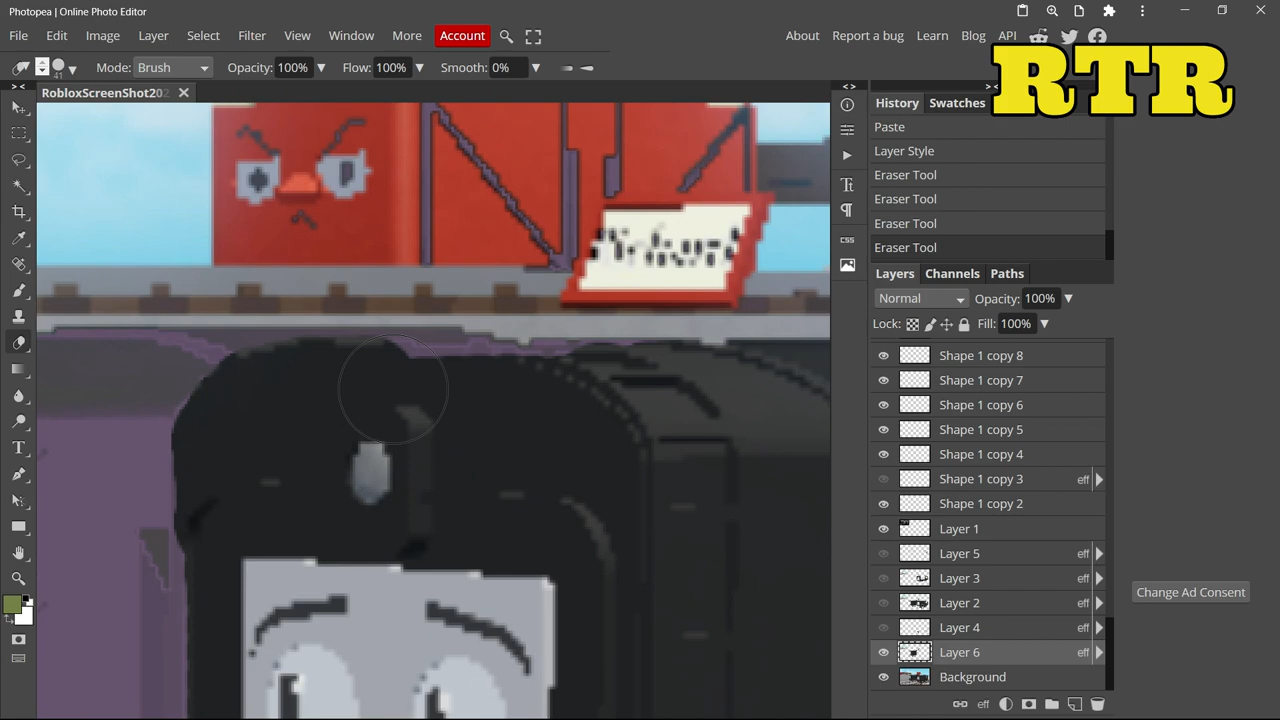 Photopea | Online Photo Editor
File Edit Image Layer Select Filter View Window More Account
About Report a bug Learn Blog API
RTR
Mode: Brush Opacity: 100% Flow: 100% Smooth: 0%
41
RobloxScreenShot202
History Swatches
Paste
Layer Style
Eraser Tool
Eraser Tool
Eraser Tool
Eraser Tool
CSS
Layers Channels Paths
Normal Opacity: 100%
Lock: Fill: 100%
Shape 1 copy 8
Shape 1 copy 7
Shape 1 copy 6
Shape 1 copy 5
Shape 1 copy 4
Shape 1 copy 3 eff
Shape 1 copy 2
Layer 1
Layer 5 eff
Layer 3 eff
Layer 2 eff
Layer 4 eff
Layer 6 eff
Background
eff
Change Ad Consent